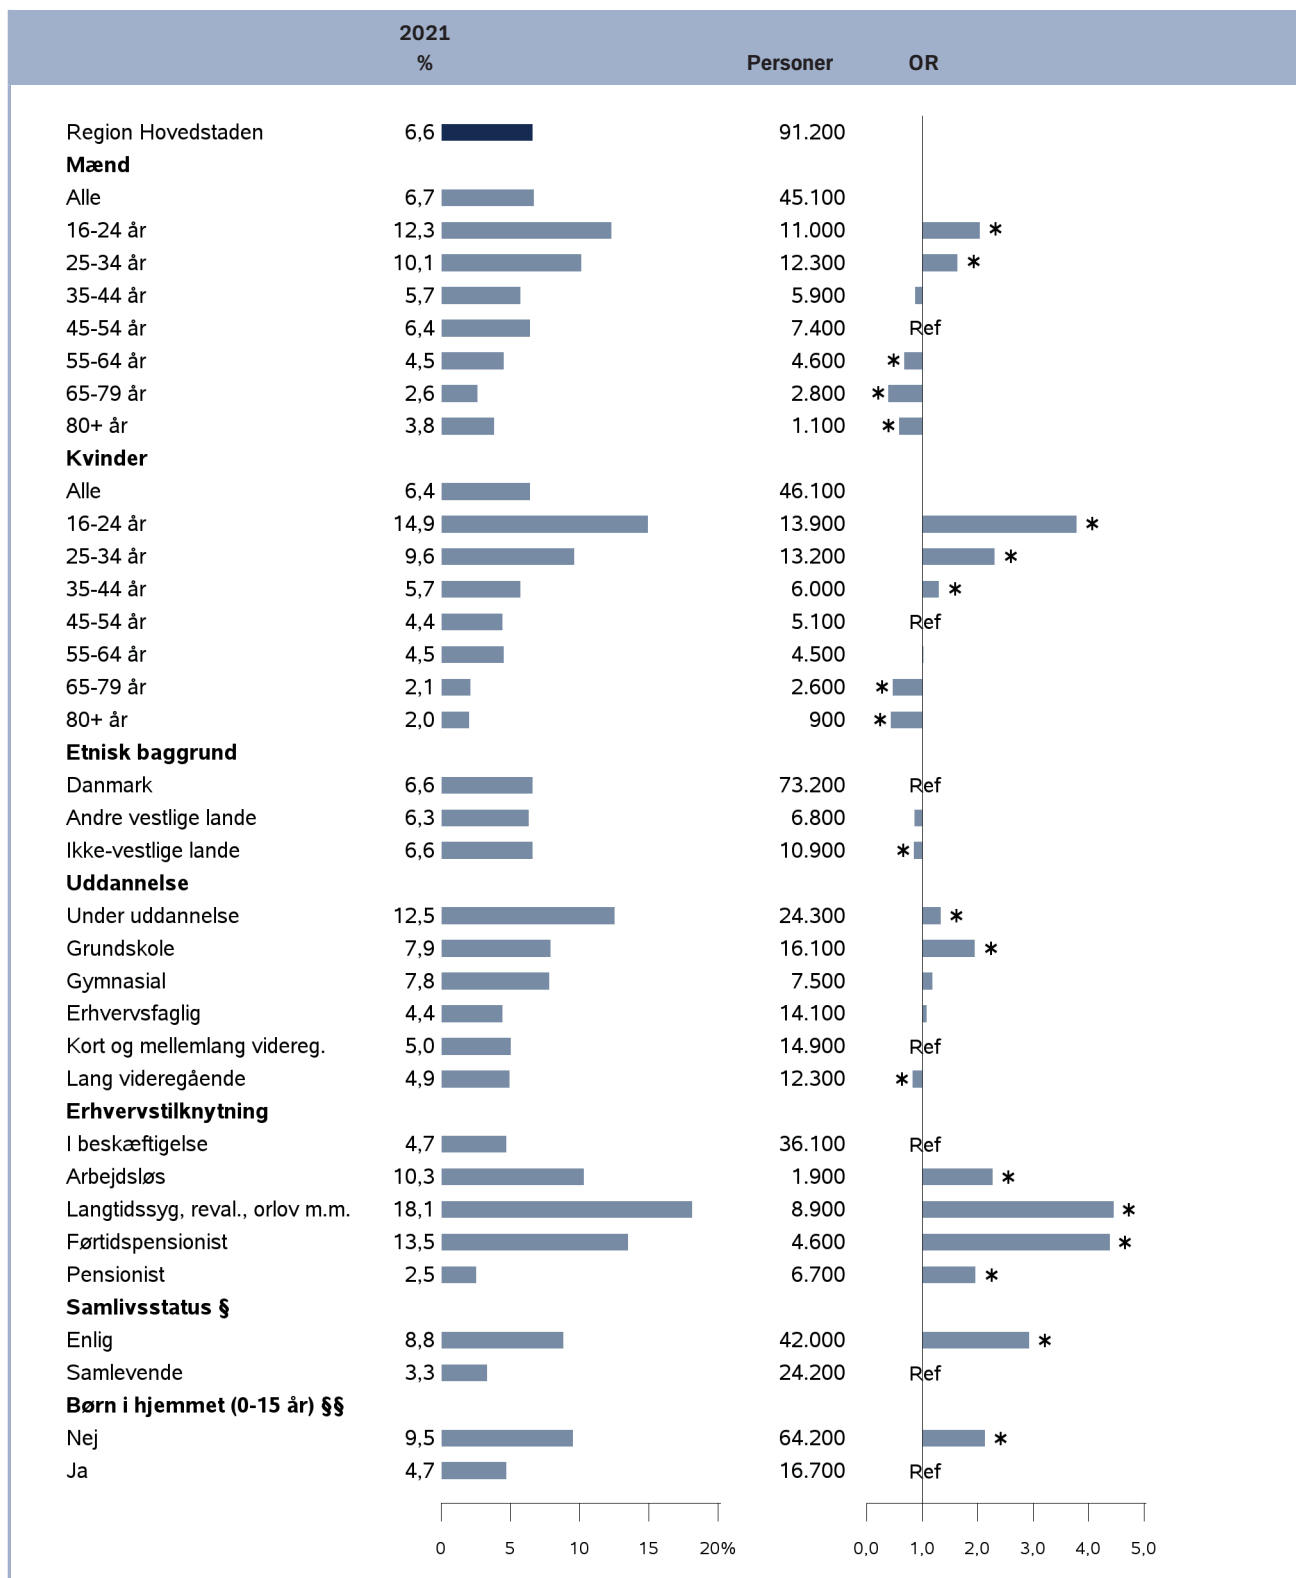 2021
% Personer OR
Region Hovedstaden 6,6 91.200
Mænd
Alle 6,7 45.100
16-24 år 12,3 11.000 *
25-34 år 10,1 12.300 *
35-44 år 5,7 5.900
45-54 år 6,4 7.400 Ref
55-64 år 4,5 4.600 *
65-79 år 2,6 2.800 *
80+ år 3,8 1.100 *
Kvinder
Alle 6,4 46.100
16-24 år 14,9 13.900 *
25-34 år 9,6 13.200 *
35-44 år 5,7 6.000 *
45-54 år 4,4 5.100 Ref
55-64 år 4,5 4.500
65-79 år 2,1 2.600 *
80+ år 2,0 900 *
Etnisk baggrund
Danmark 6,6 73.200 Ref
Andre vestlige lande 6,3 6.800
Ikke-vestlige lande 6,6 10.900 *
Uddannelse
Under uddannelse 12,5 24.300 *
Grundskole 7,9 16.100 *
Gymnasial 7,8 7.500
Erhvervsfaglig 4,4 14.100
Kort og mellemlang videreg. 5,0 14.900 Ref
Lang videregående 4,9 12.300 *
Erhvervstilknytning
I beskæftigelse 4,7 36.100 Ref
Arbejdsløs 10,3 1.900 *
Langtidssyg, reval., orlov m.m. 18,1 8.900 *
Førtidspensionist 13,5 4.600 *
Pensionist 2,5 6.700 *
Samlivsstatus §
Enlig 8,8 42.000 *
Samlevende 3,3 24.200 Ref
Børn i hjemmet (0-15 år) §§
Nej 9,5 64.200 *
Ja 4,7 16.700 Ref
0 5 10 15 20% 0,0 1,0 2,0 3,0 4,0 5,0